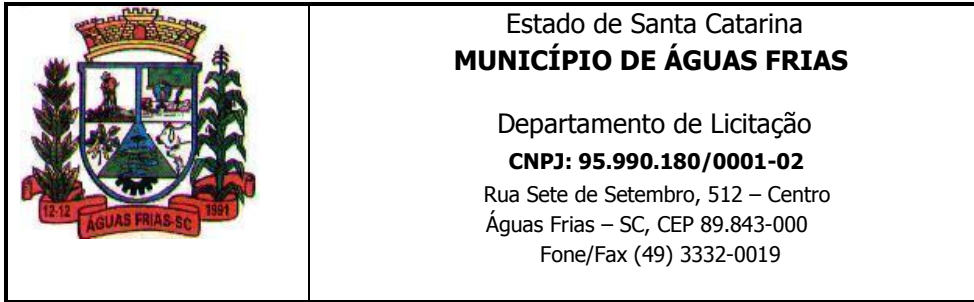 12-12
ÁGUAS FRIAS-SC
1991
Estado de Santa Catarina
MUNICÍPIO DE ÁGUAS FRIAS
Departamento de Licitação
CNPJ: 95.990.180/0001-02
Rua Sete de Setembro, 512 – Centro
Águas Frias – SC, CEP 89.843-000
Fone/Fax (49) 3332-0019